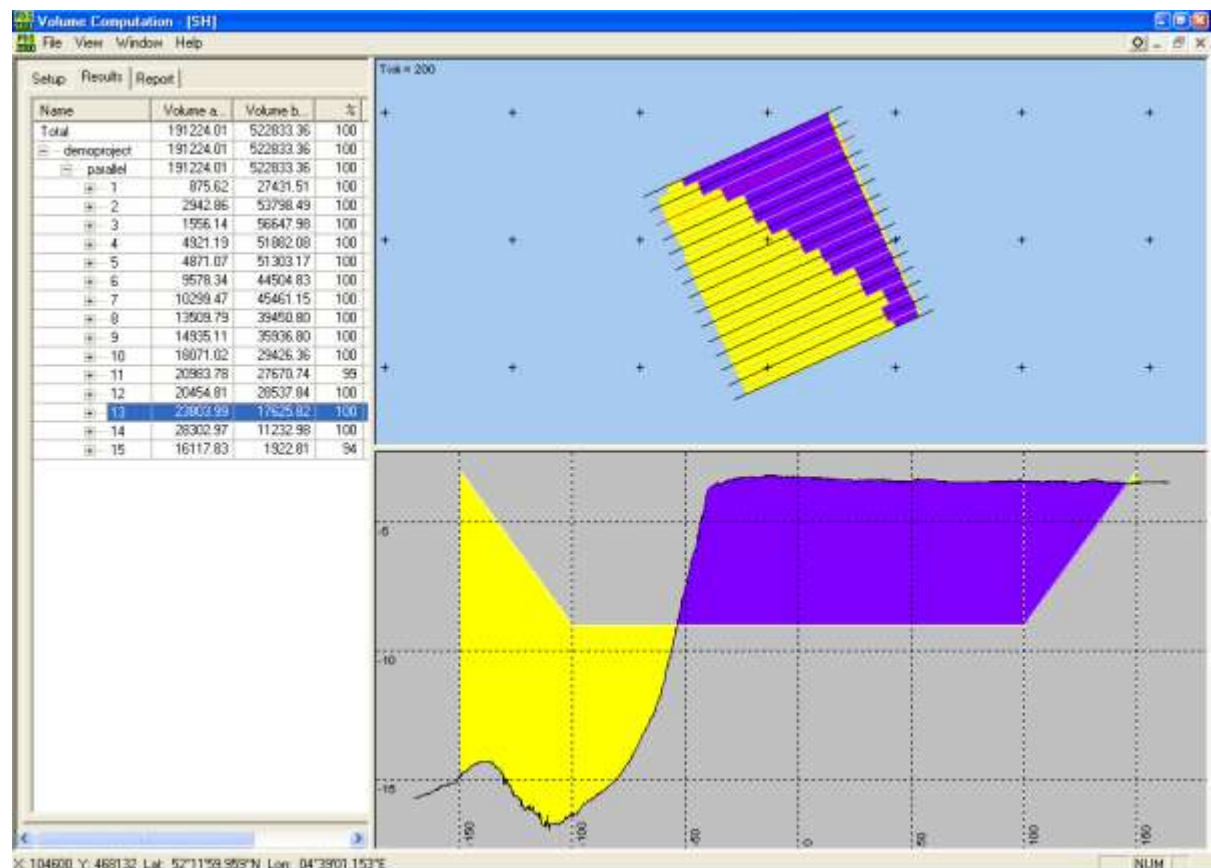 Volume Computation - [SH]
File View Window Help
Setup Results Report
Name Volume a... Volume b... %
Total 191224.01 522833.36 100
demoproject 191224.01 522833.36 100
parallel 191224.01 522833.36 100
1 875.62 27431.51 100
2 2942.86 53798.49 100
3 1556.14 56647.98 100
4 4921.19 51882.08 100
5 4871.07 51303.17 100
6 9578.34 44504.83 100
7 10299.47 45461.15 100
8 13509.79 39450.80 100
9 14935.11 35936.80 100
10 18071.02 29426.36 100
11 20983.78 27670.74 99
12 20454.81 28537.84 100
13 23803.99 17625.82 100
14 28302.97 11232.98 100
15 16117.83 1922.81 94
Tick = 200
-5
-10
-15
-150 -100 -50 0 50 100 150
X: 104600 Y: 468132 Lat: 52°11'59.959"N Lon: 04°39'01.153"E
NUM